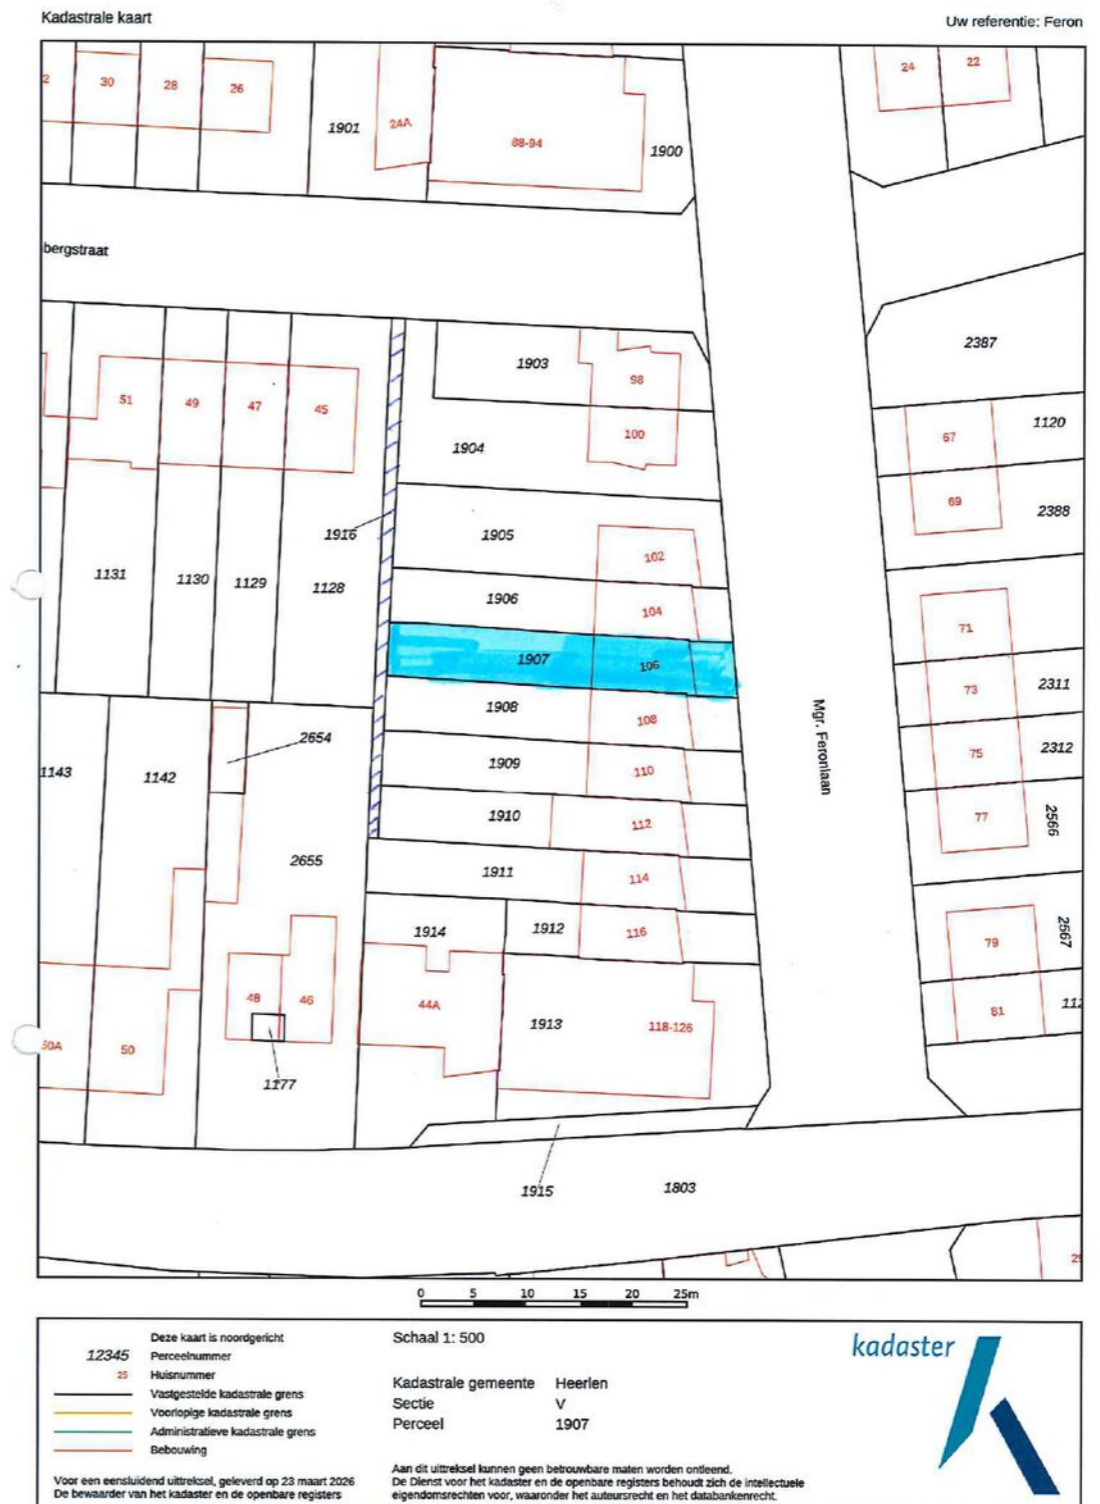 Kadastrale kaart
Uw referentie: Feron
2
30
28
26
1901
24A
88-94
1900
24
22
bergstraat
2387
1903
98
100
1904
51
49
47
45
67
1120
69
2388
1916
1905
102
1131
1130
1129
1128
1906
104
71
1907
106
73
2311
1908
108
Mgr. Feronlaan
2654
1143
1142
1909
110
75
2312
1910
112
77
2566
2655
1911
114
1914
1912
116
79
2567
48
46
44A
1913
118-126
81
112
50A
50
1177
1915
1803
29
0 5 10 15 20 25m
Deze kaart is noordgericht
12345 Perceelnummer
25 Huisnummer
Vastgestelde kadastrale grens
Voorlopige kadastrale grens
Administratieve kadastrale grens
Bebouwing
Voor een eensluidend uittreksel, geleverd op 23 maart 2026
De bewaarder van het kadaster en de openbare registers
Schaal 1: 500
Kadastrale gemeente Heerlen
Sectie V
Perceel 1907
Aan dit uittreksel kunnen geen betrouwbare maten worden ontleend.
De Dienst voor het kadaster en de openbare registers behoudt zich de intellectuele
eigendomsrechten voor, waaronder het auteursrecht en het databankenrecht.
kadaster